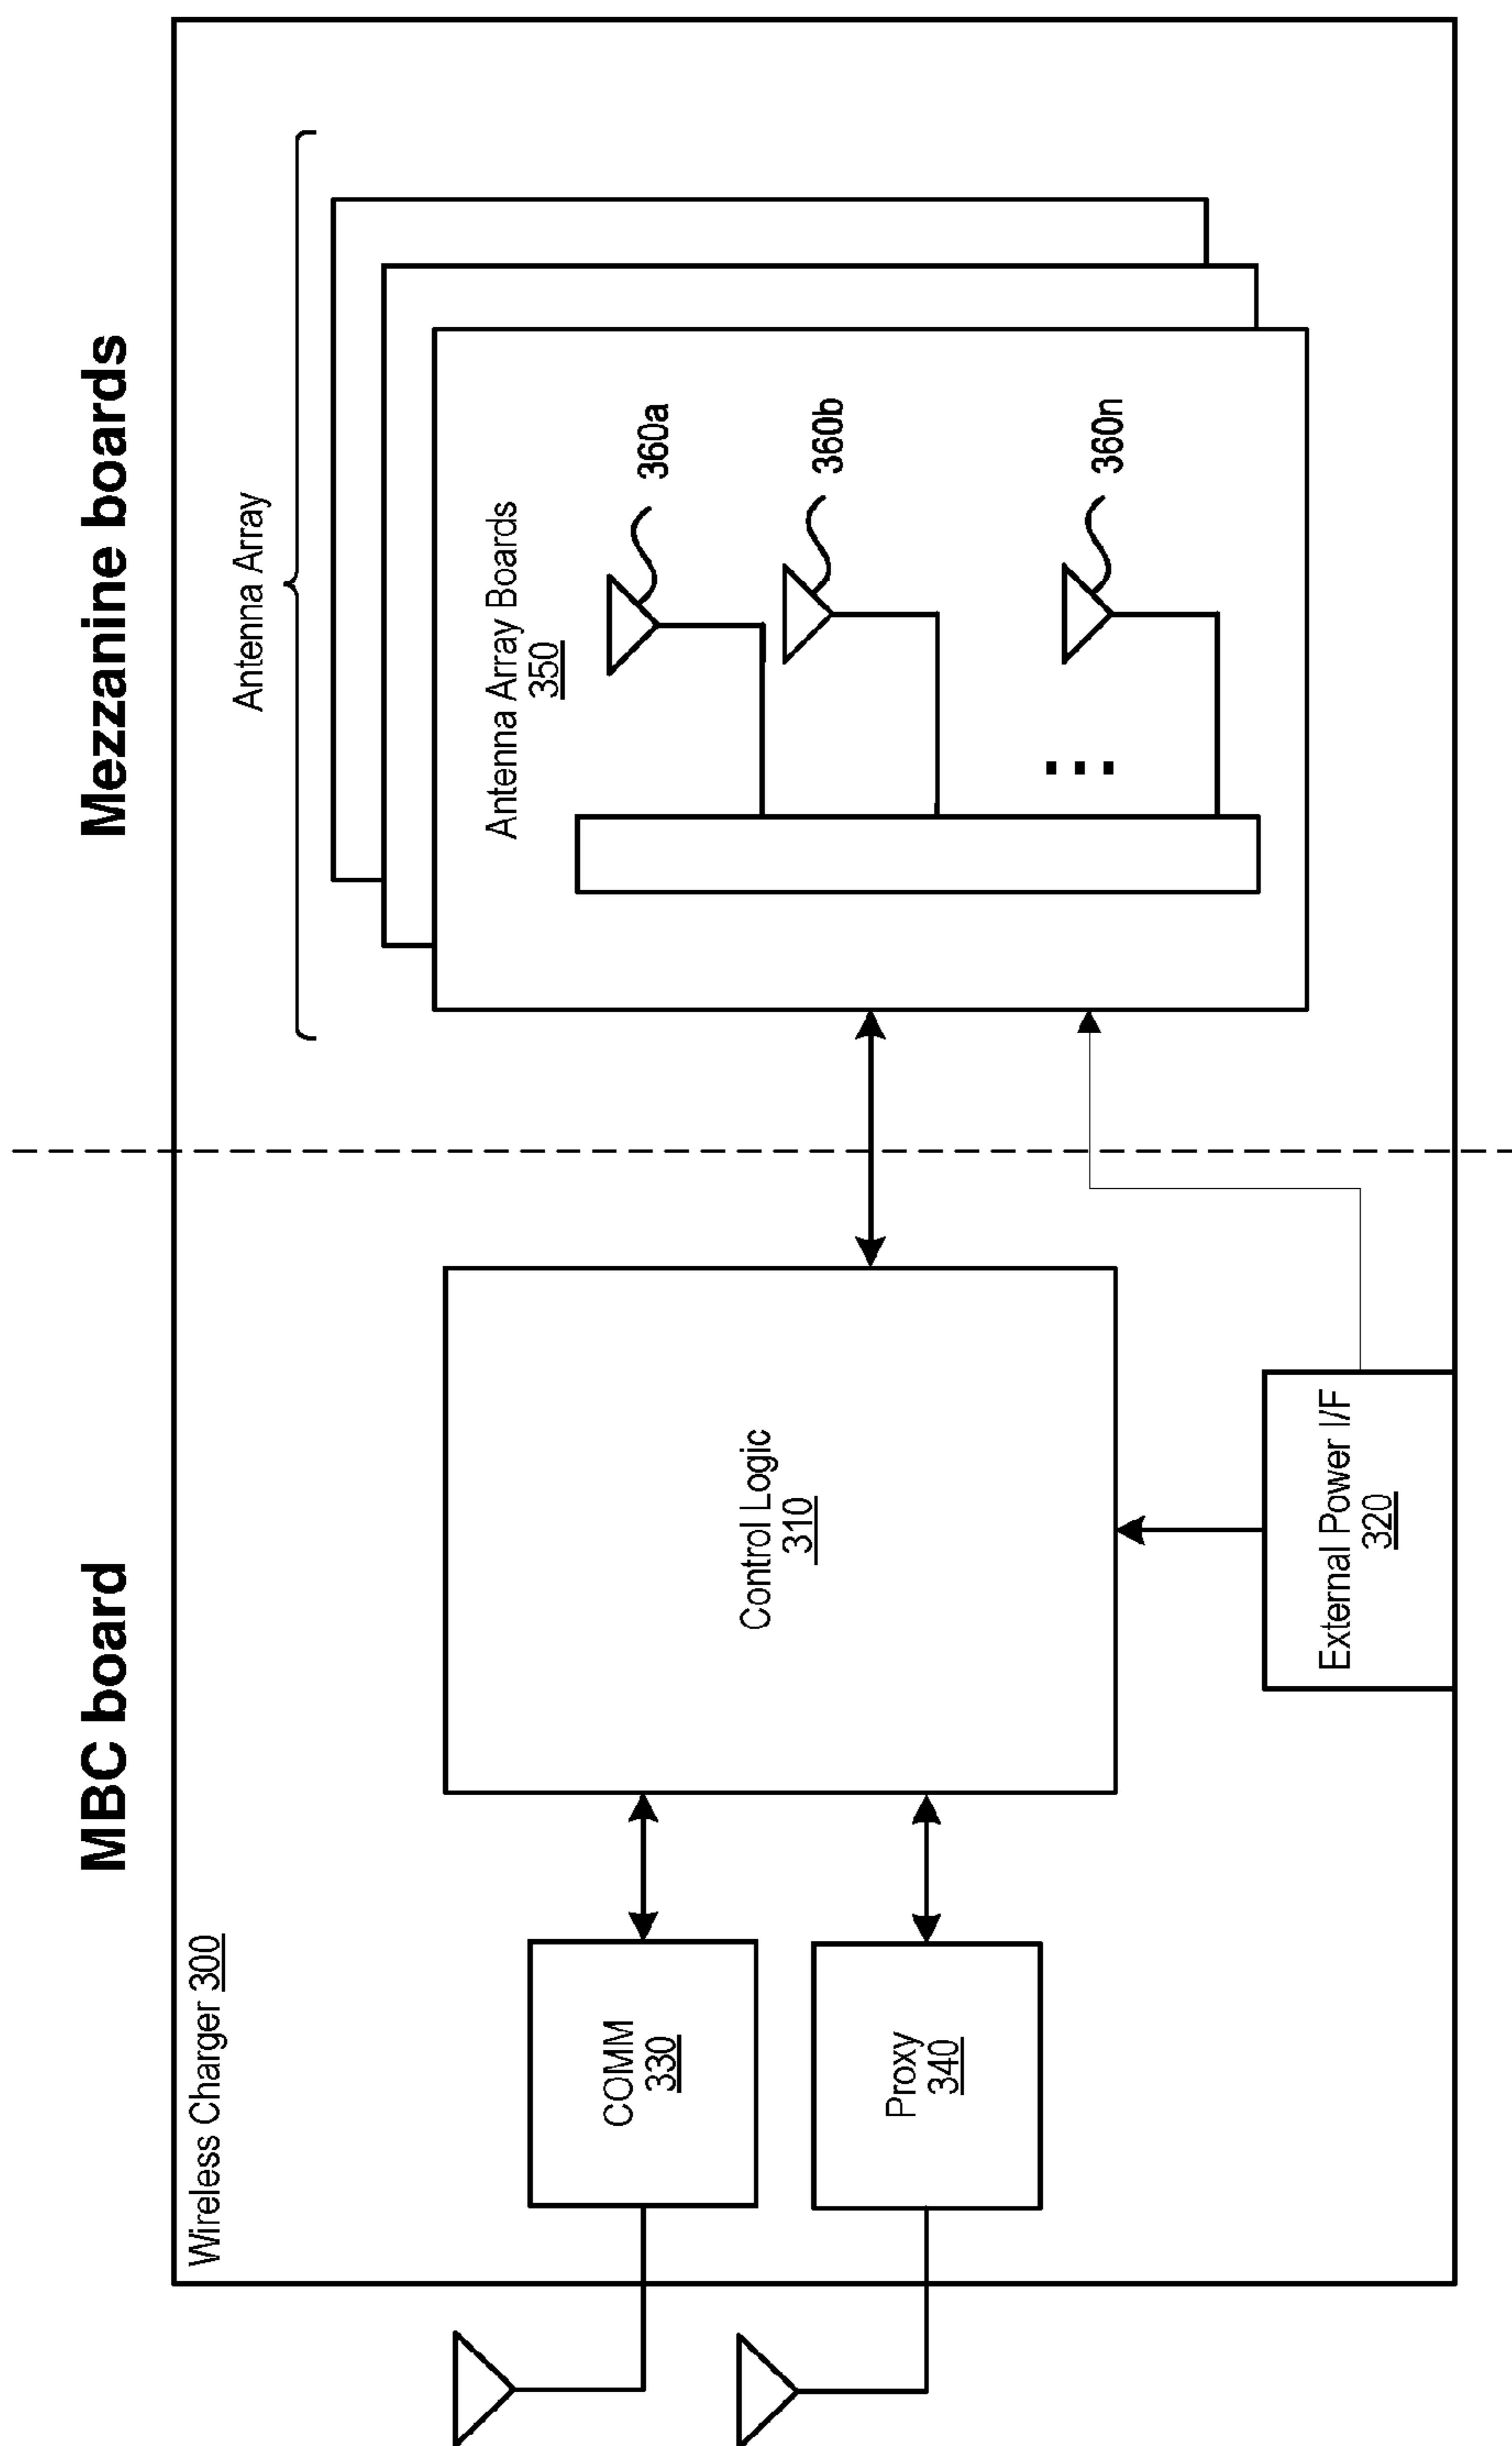 MBC board
Mezzanine boards
Wireless Charger 300
Antenna Array
COMM
330
Proxy
340
Control Logic
310
External Power I/F
320
Antenna Array Boards
350
360a
360b
...
360n